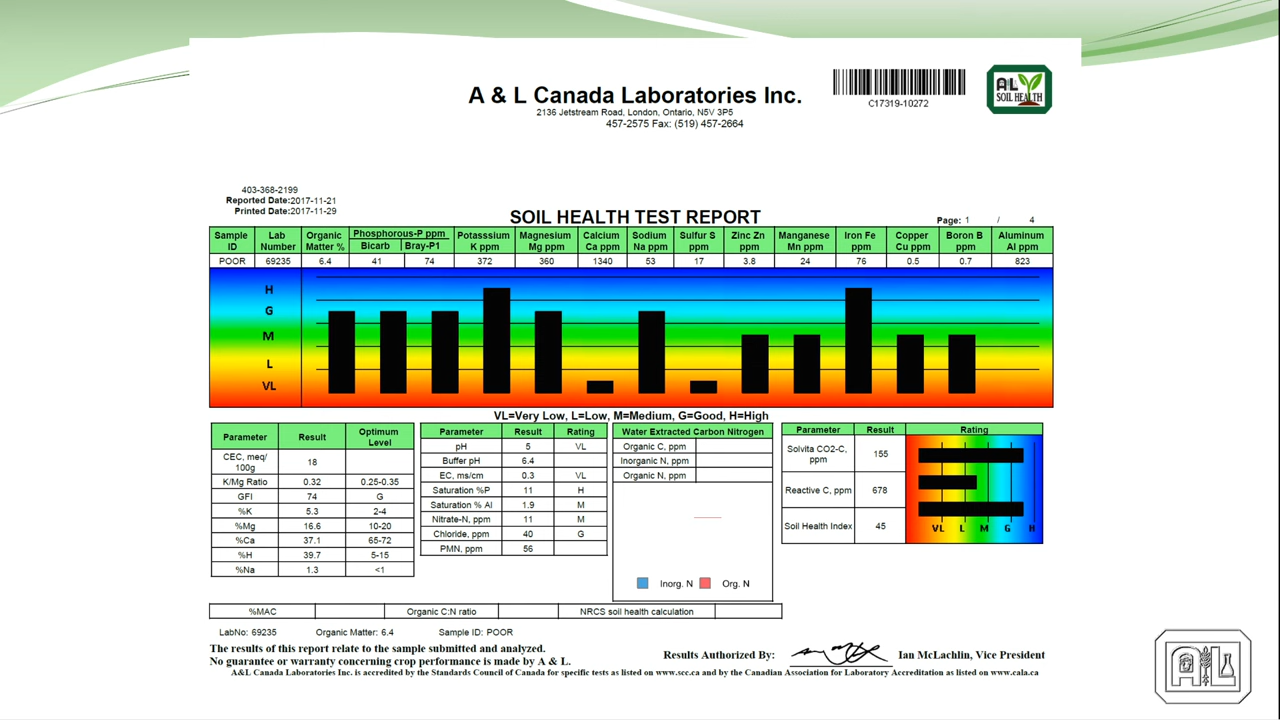 A & L Canada Laboratories Inc.
2136 Jetstream Road, London, Ontario, N5V 3P5
457-2575 Fax: (519) 457-2664
C17319-10272
A&L
SOIL HEALTH
403-368-2199
Reported Date:2017-11-21
Printed Date:2017-11-29
SOIL HEALTH TEST REPORT
Page: 1 / 4
Sample ID Lab Number Organic Matter % Phosphorous-P ppm Bicarb Bray-P1 Potasssium K ppm Magnesium Mg ppm Calcium Ca ppm Sodium Na ppm Sulfur S ppm Zinc Zn ppm Manganese Mn ppm Iron Fe ppm Copper Cu ppm Boron B ppm Aluminum Al ppm
POOR 69235 6.4 41 74 372 360 1340 53 17 3.8 24 76 0.5 0.7 823
H
G
M
L
VL
VL=Very Low, L=Low, M=Medium, G=Good, H=High
Parameter Result Optimum Level
CEC, meq/100g 18
K/Mg Ratio 0.32 0.25-0.35
GFI 74 G
%K 5.3 2-4
%Mg 16.6 10-20
%Ca 37.1 65-72
%H 39.7 5-15
%Na 1.3 <1
Parameter Result Rating
pH 5 VL
Buffer pH 6.4
EC, ms/cm 0.3 VL
Saturation %P 11 H
Saturation % Al 1.9 M
Nitrate-N, ppm 11 M
Chloride, ppm 40 G
PMN, ppm 56
Water Extracted Carbon Nitrogen
Organic C, ppm
Inorganic N, ppm
Organic N, ppm
Inorg. N Org. N
Parameter Result Rating
Solvita CO2-C, ppm 155
Reactive C, ppm 678
Soil Health Index 45
VL L M G H
%MAC Organic C:N ratio NRCS soil health calculation
LabNo: 69235 Organic Matter: 6.4 Sample ID: POOR
The results of this report relate to the sample submitted and analyzed.
No guarantee or warranty concerning crop performance is made by A & L.
Results Authorized By: Ian McLachlin, Vice President
A&L Canada Laboratories Inc. is accredited by the Standards Council of Canada for specific tests as listed on www.scc.ca and by the Canadian Association for Laboratory Accreditation as listed on www.cala.ca
A L